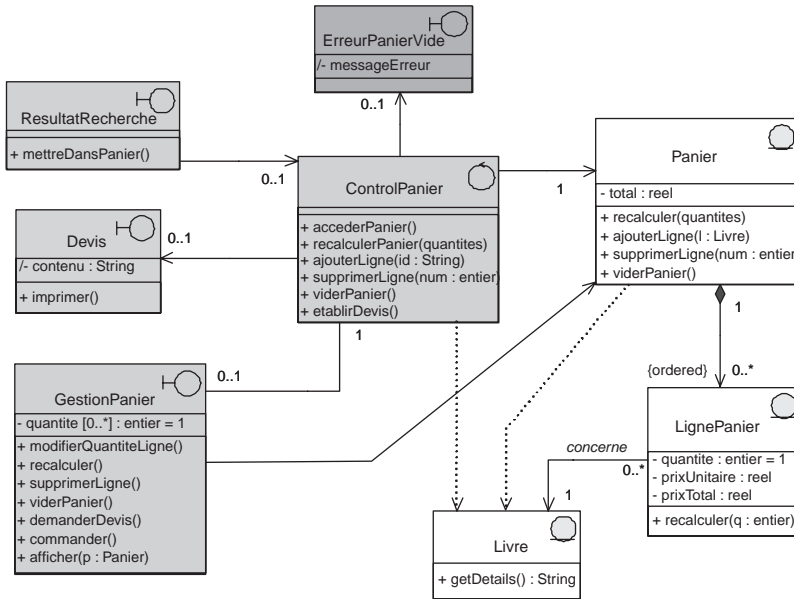 ErreurPanierVide
/- messageErreur
0..1
ResultatRecherche
+ mettreDansPanier()
0..1
ControlPanier
+ accederPanier()
+ recalculerPanier(quantites)
+ ajouterLigne(id : String)
+ supprimerLigne(num : entier)
+ viderPanier()
+ etablirDevis()
1
Panier
- total : reel
+ recalculer(quantites)
+ ajouterLigne(l : Livre)
+ supprimerLigne(num : entier
+ viderPanier()
Devis
/- contenu : String
+ imprimer()
0..1
1
0..1
1
{ordered}
0..*
GestionPanier
- quantite [0..*] : entier = 1
+ modifierQuantiteLigne()
+ recalculer()
+ supprimerLigne()
+ viderPanier()
+ demanderDevis()
+ commander()
+ afficher(p : Panier)
LignePanier
- quantite : entier = 1
- prixUnitaire : reel
- prixTotal : reel
+ recalculer(q : entier)
concerne
0..*
1
Livre
+ getDetails() : String